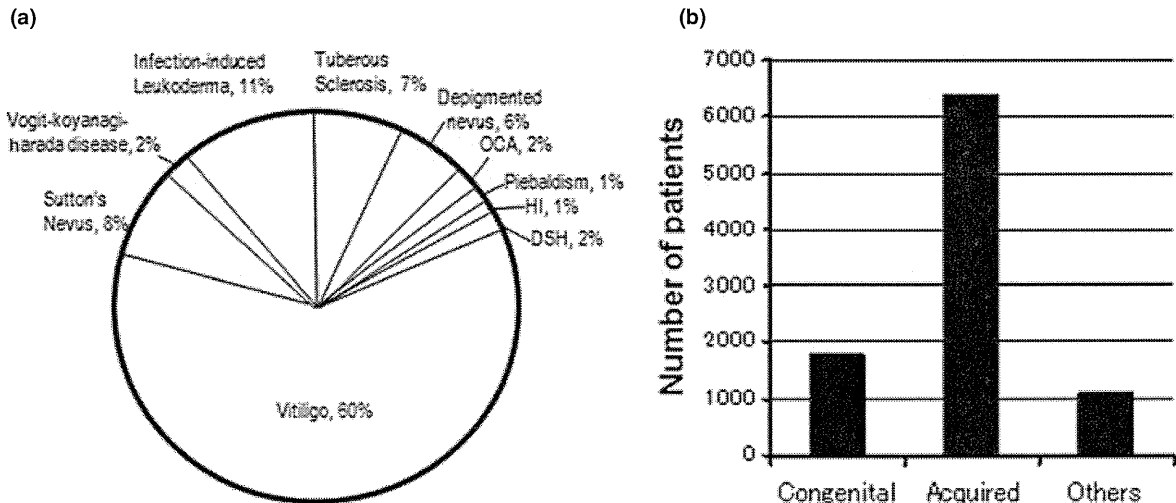 (a)
Infection-induced
Leukoderma, 11%
Tuberous
Sclerosis, 7%
Depigmented
nevus, 6%
OCA, 2%
Piebaldism, 1%
HI, 1%
DSH, 2%
Vogit-koyanagi-
harada disease, 2%
Sutton's
Nevus, 8%
Vitiligo, 60%
(b)
Number of patients
7000
6000
5000
4000
3000
2000
1000
0
Congenital Acquired Others